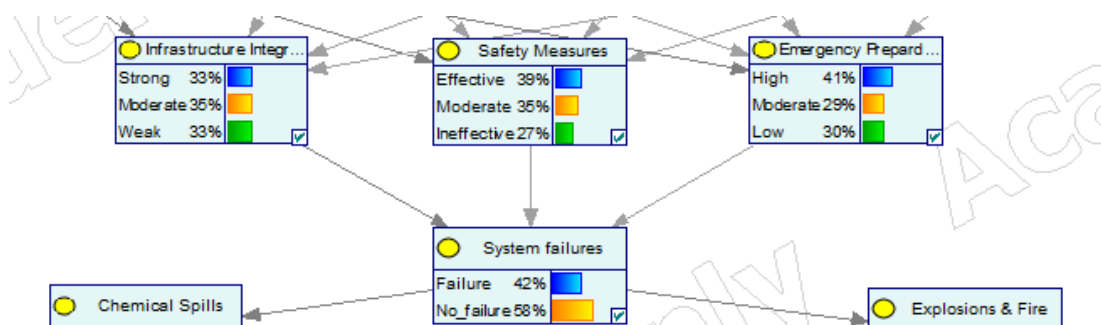 Infrastructure Integr...
Strong 33%
Moderate 35%
Weak 33%
Safety Measures
Effective 39%
Moderate 35%
Ineffective 27%
Emergency Prepard...
High 41%
Moderate 29%
Low 30%
System failures
Failure 42%
No_failure 58%
Chemical Spills
Explosions & Fire